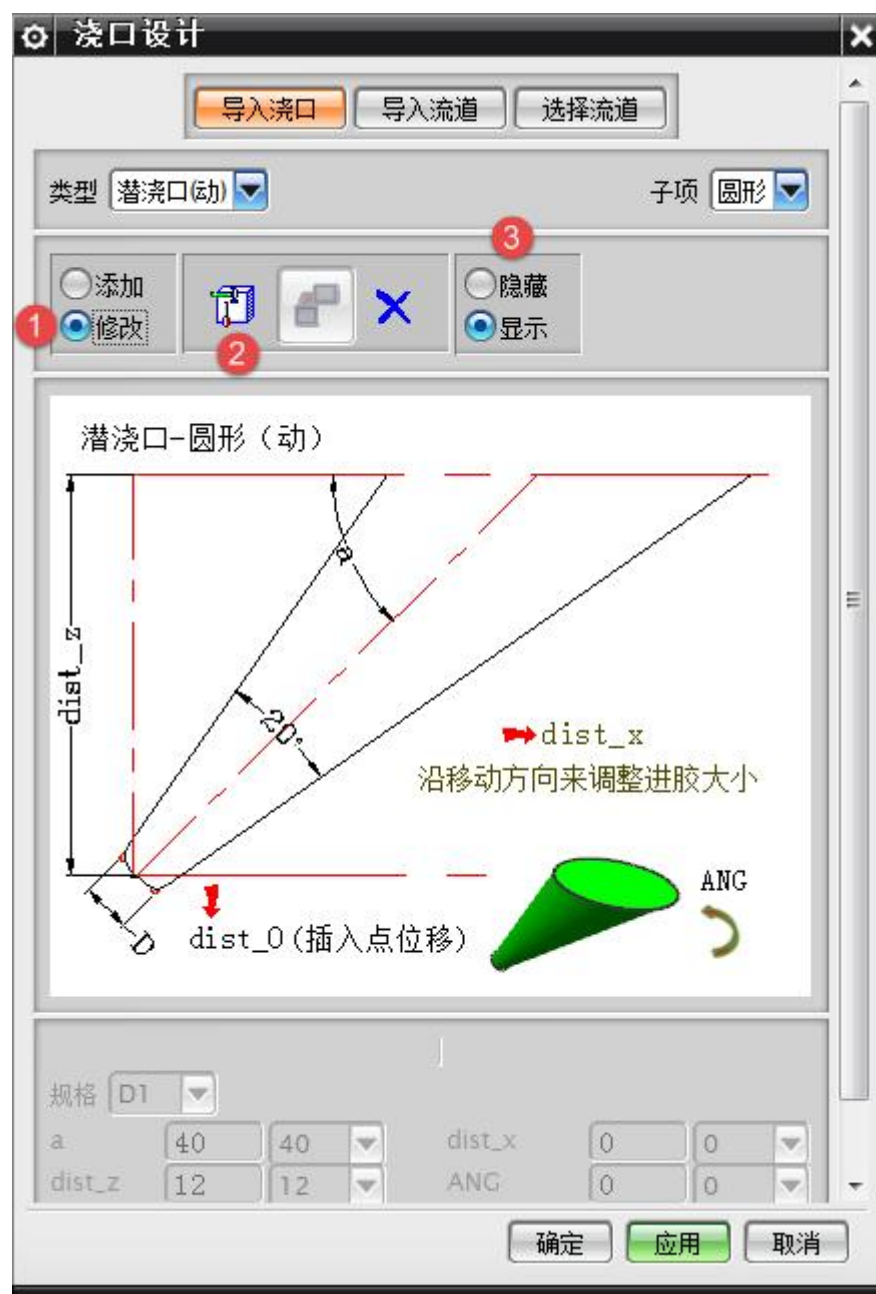 浇口设计
导入浇口 导入流道 选择流道
类型 潜浇口(动) 子项 圆形
3
添加 隐藏
1 修改 显示
2
潜浇口-圆形（动）
a
dist_z
20°
dist_x
沿移动方向来调整进胶大小
ANG
D dist_0(插入点位移)
规格 D1
a 40 40 dist_x 0 0
dist_z 12 12 ANG 0 0
确定 应用 取消